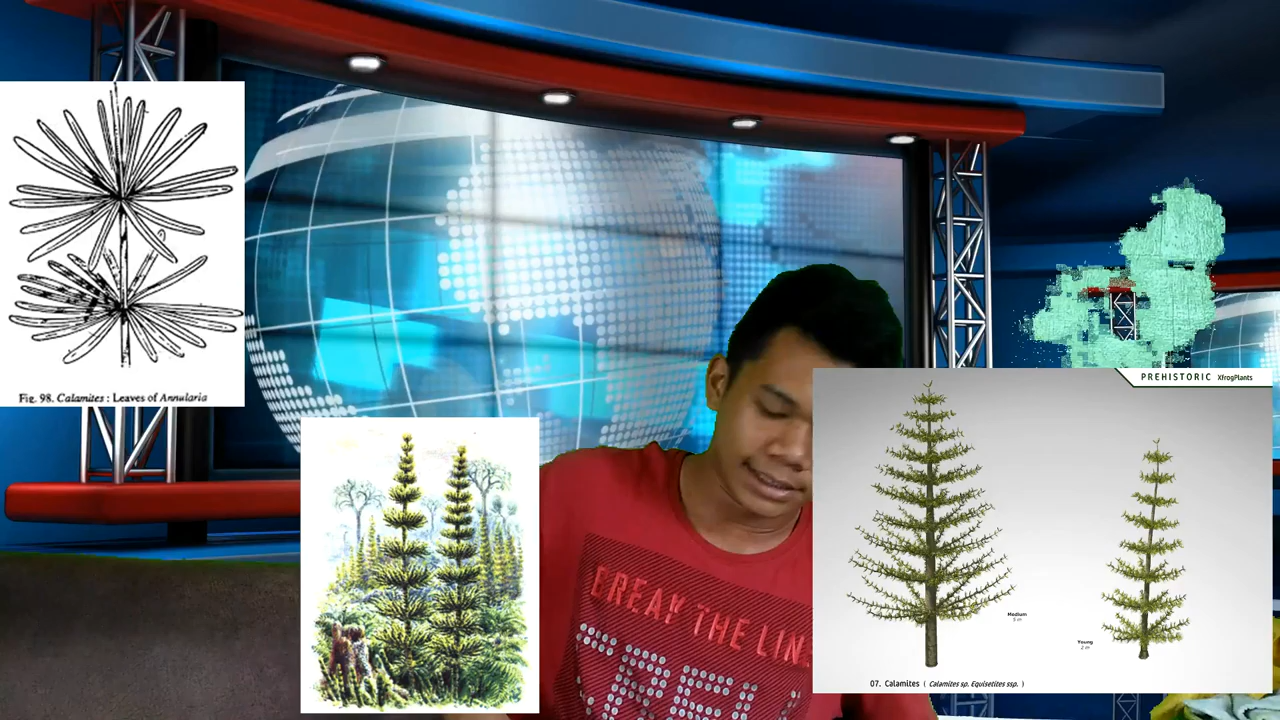 Fig. 98. Calamites : Leaves of Annularia
PREHISTORIC XfrogPlants
Medium
5 m
Young
2 m
07. Calamites ( Calamites sp. Equisetites ssp. )
BREAK THE LIN